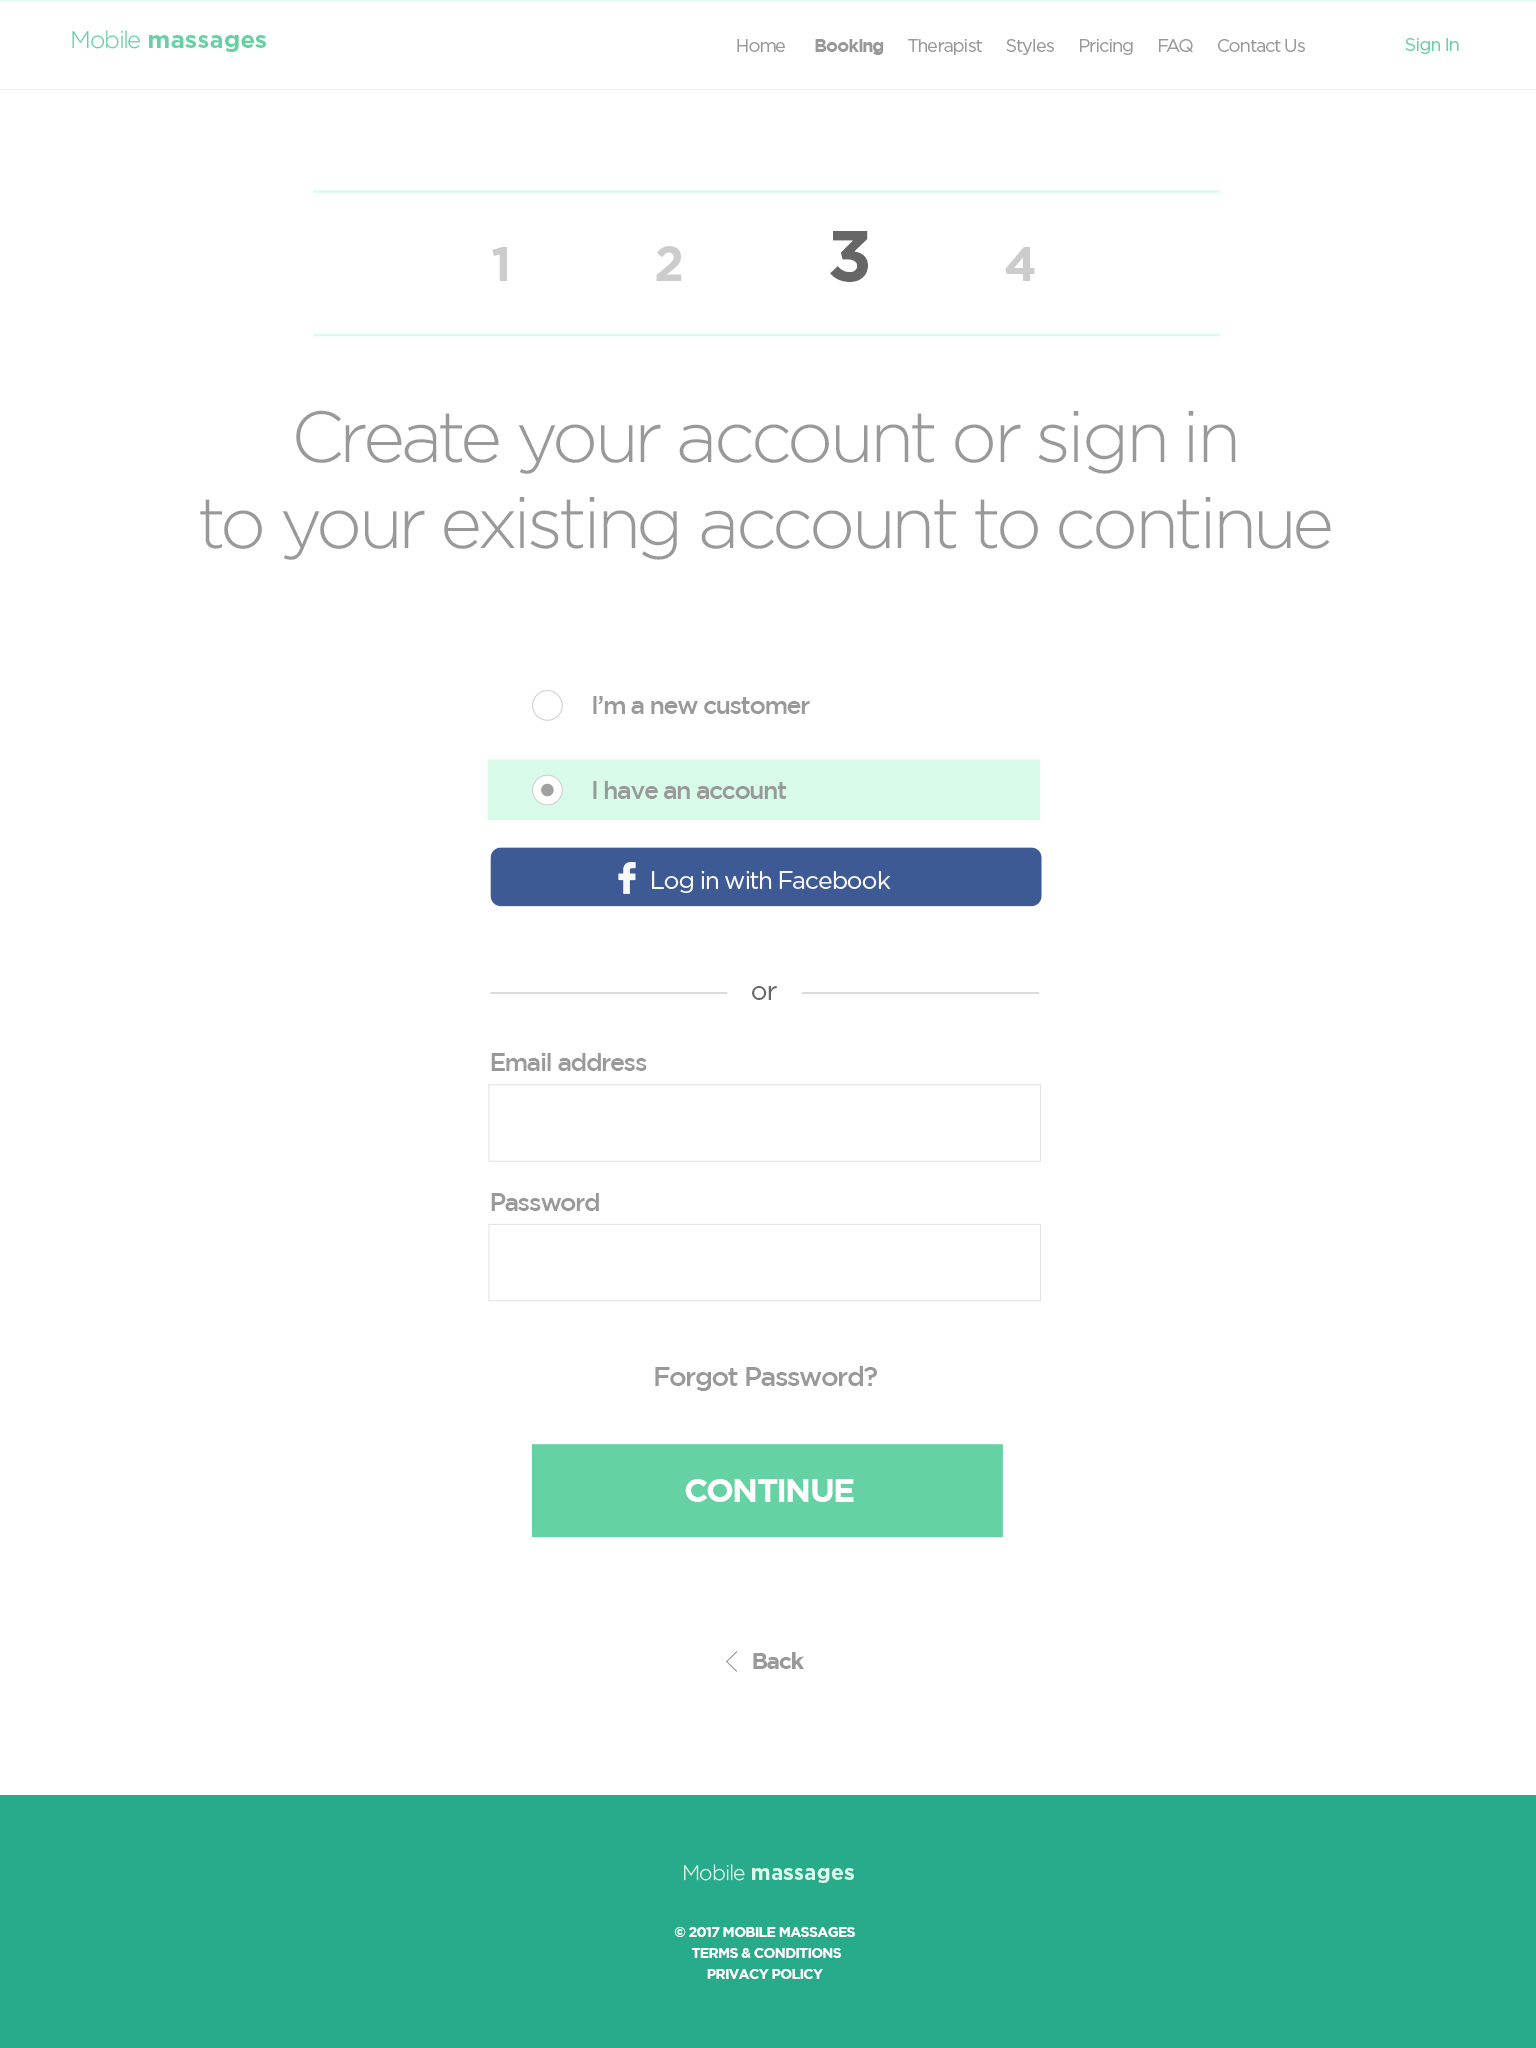 Mobile massages
Home Booking Therapist Styles Pricing FAQ Contact Us Sign In
1 2 3 4
Create your account or sign in
to your existing account to continue
I’m a new customer
I have an account
f Log in with Facebook
or
Email address
Password
Forgot Password?
CONTINUE
Back
Mobile massages
© 2017 MOBILE MASSAGES
TERMS & CONDITIONS
PRIVACY POLICY